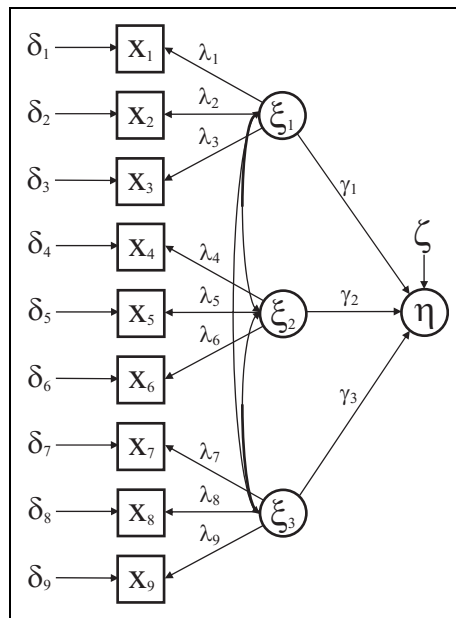 δ₁ X₁ λ₁
δ₂ X₂ λ₂ ξ₁
δ₃ X₃ λ₃
γ₁
δ₄ X₄ λ₄ ζ
δ₅ X₅ λ₅ ξ₂ γ₂ η
δ₆ X₆ λ₆
γ₃
δ₇ X₇ λ₇
δ₈ X₈ λ₈ ξ₃
δ₉ X₉ λ₉